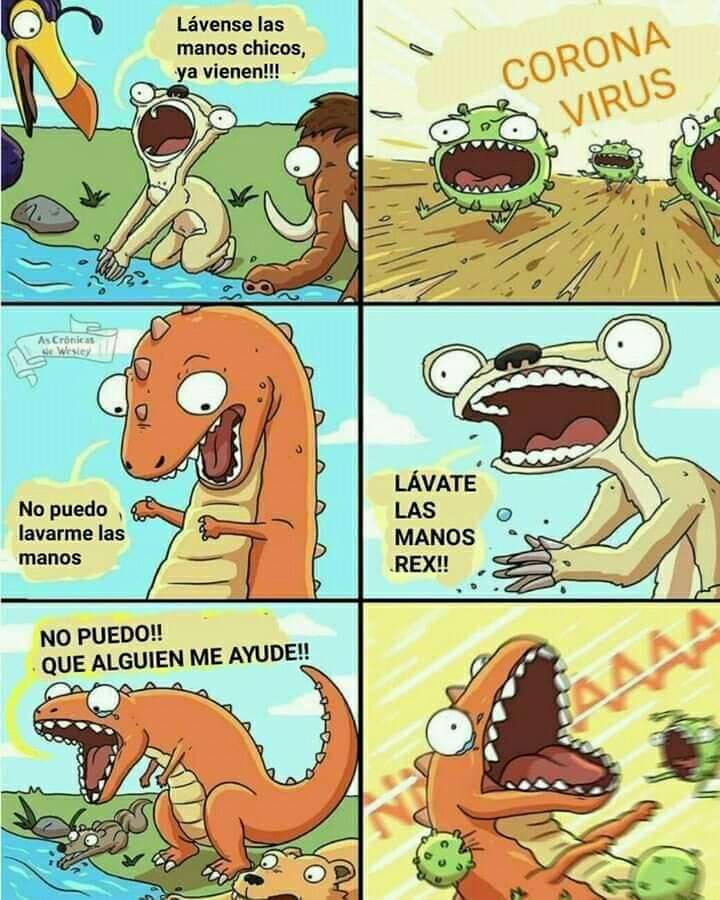 Lávense las
manos chicos,
ya vienen!!!
CORONA
VIRUS
As Crônicas
de Wesley
No puedo
lavarme las
manos
LÁVATE
LAS
MANOS
REX!!
NO PUEDO!!
QUE ALGUIEN ME AYUDE!!